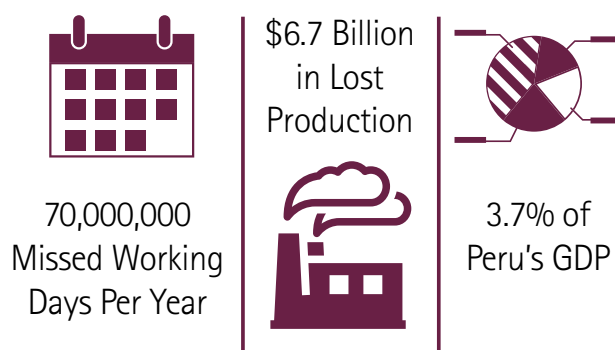 70,000,000
Missed Working
Days Per Year
$6.7 Billion
in Lost
Production
3.7% of
Peru's GDP